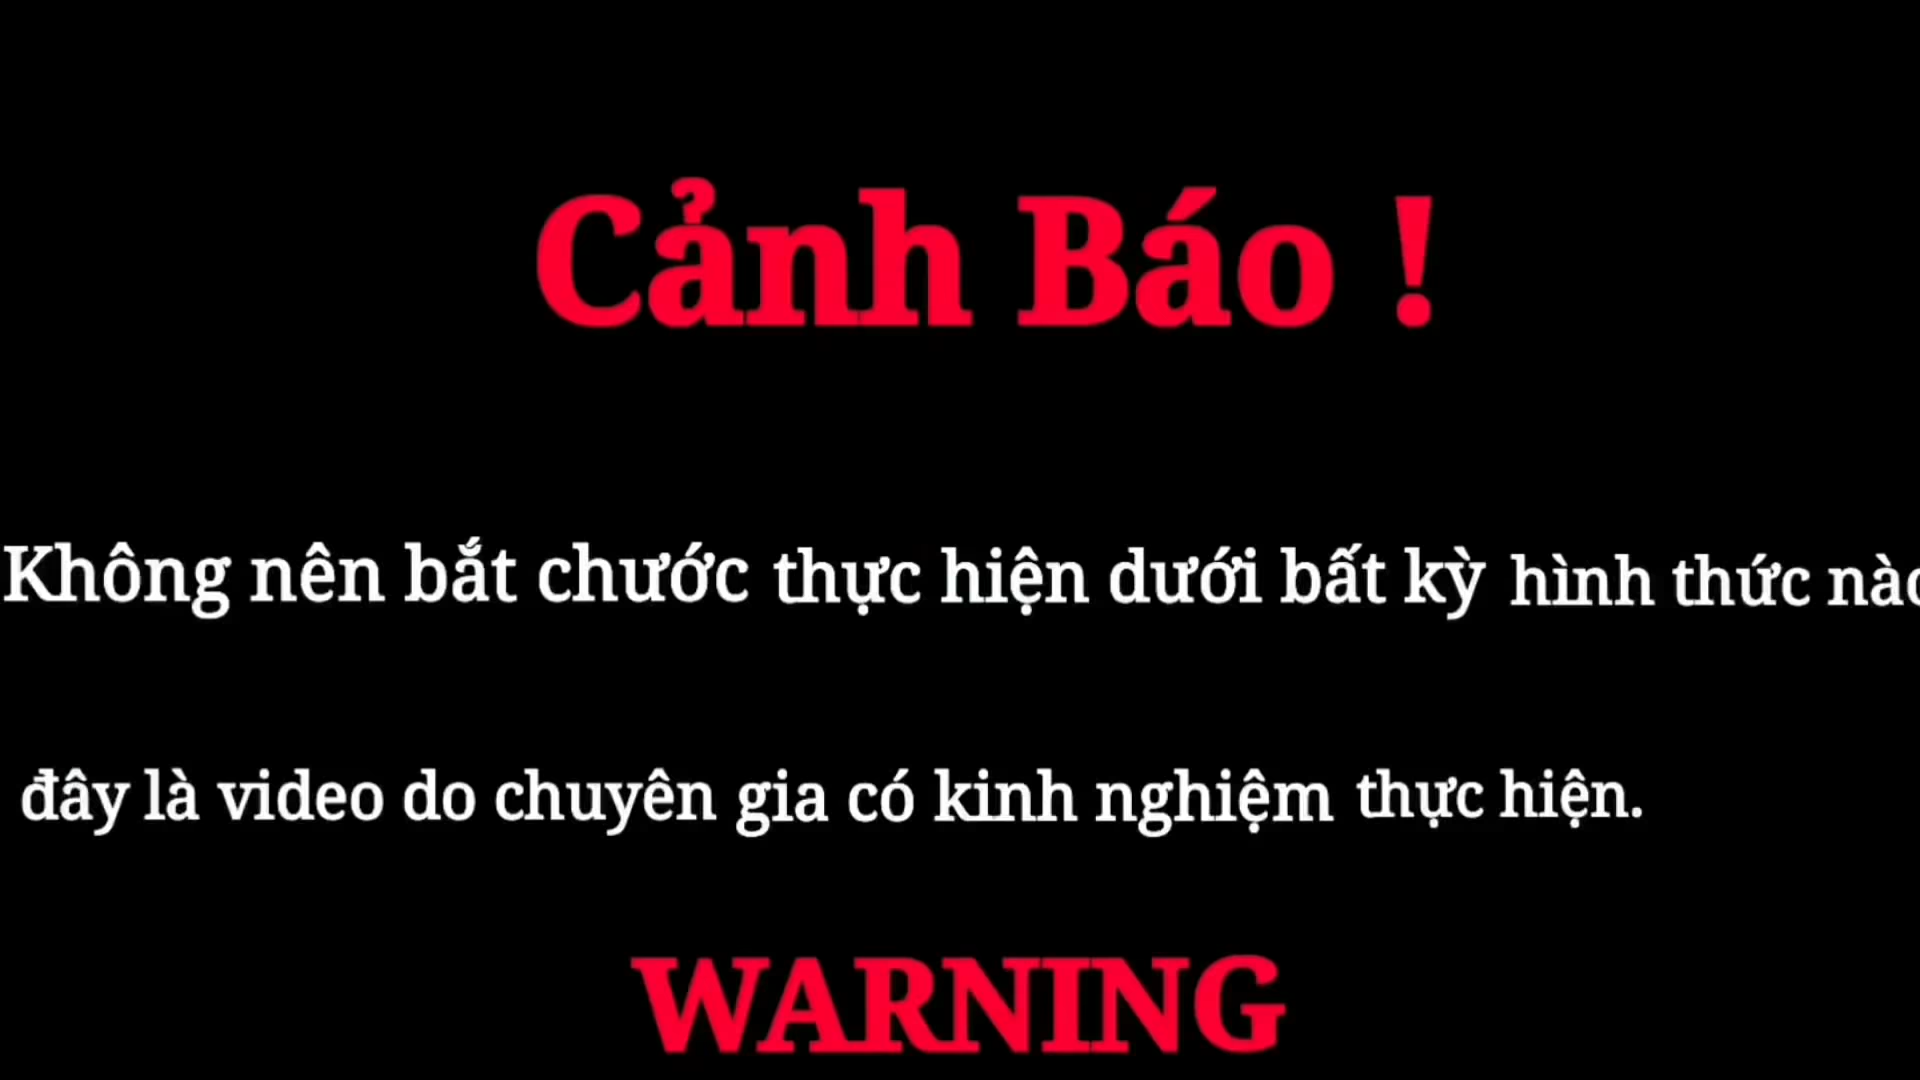 Cảnh Báo !
Không nên bắt chước thực hiện dưới bất kỳ hình thức nào
đây là video do chuyên gia có kinh nghiệm thực hiện.
WARNING